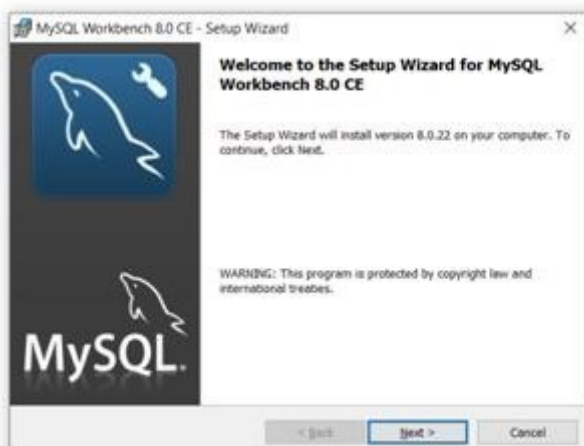 MySQL Workbench 8.0 CE - Setup Wizard
Welcome to the Setup Wizard for MySQL
Workbench 8.0 CE
The Setup Wizard will install version 8.0.22 on your computer. To
continue, click Next.
WARNING: This program is protected by copyright law and
international treaties.
MySQL.
< Back
Next >
Cancel